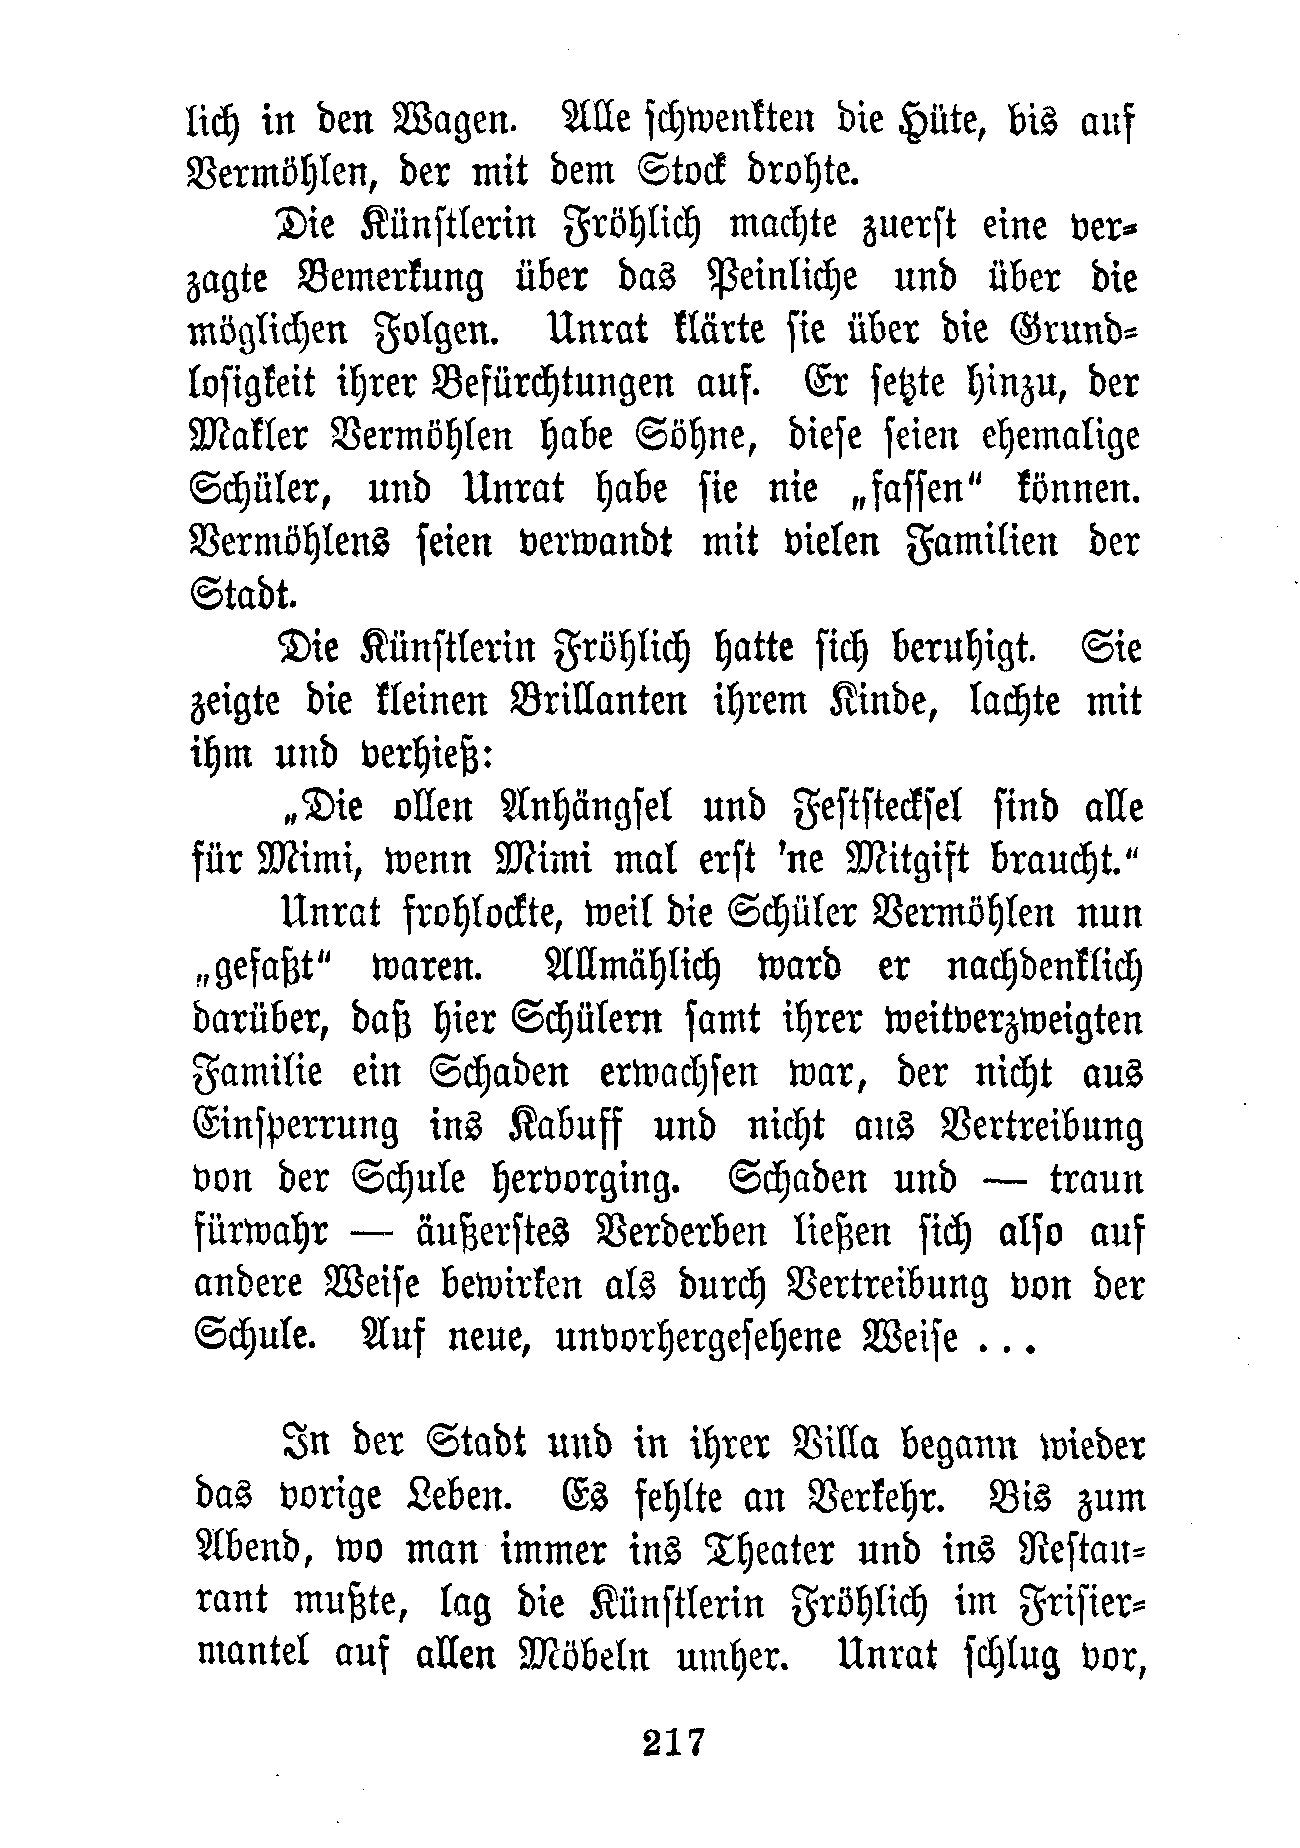 lich in den Wagen. Alle schwenkten die Hüte, bis auf
Vermöhlen, der mit dem Stock drohte.
Die Künstlerin Fröhlich machte zuerst eine ver-
zagte Bemerkung über das Peinliche und über die
möglichen Folgen. Unrat klärte sie über die Grund-
losigkeit ihrer Befürchtungen auf. Er setzte hinzu, der
Makler Vermöhlen habe Söhne, diese seien ehemalige
Schüler, und Unrat habe sie nie „fassen“ können.
Vermöhlens seien verwandt mit vielen Familien der
Stadt.
Die Künstlerin Fröhlich hatte sich beruhigt. Sie
zeigte die kleinen Brillanten ihrem Kinde, lachte mit
ihm und verhieß:
„Die ollen Anhängsel und Feststecksel sind alle
für Mimi, wenn Mimi mal erst 'ne Mitgift braucht.“
Unrat frohlockte, weil die Schüler Vermöhlen nun
„gefaßt“ waren. Allmählich ward er nachdenklich
darüber, daß hier Schülern samt ihrer weitverzweigten
Familie ein Schaden erwachsen war, der nicht aus
Einsperrung ins Kabuff und nicht aus Vertreibung
von der Schule hervorging. Schaden und — traun
fürwahr — äußerstes Verderben ließen sich also auf
andere Weise bewirken als durch Vertreibung von der
Schule. Auf neue, unvorhergesehene Weise . . .
In der Stadt und in ihrer Villa begann wieder
das vorige Leben. Es fehlte an Verkehr. Bis zum
Abend, wo man immer ins Theater und ins Restau-
rant mußte, lag die Künstlerin Fröhlich im Frisier-
mantel auf allen Möbeln umher. Unrat schlug vor,
217